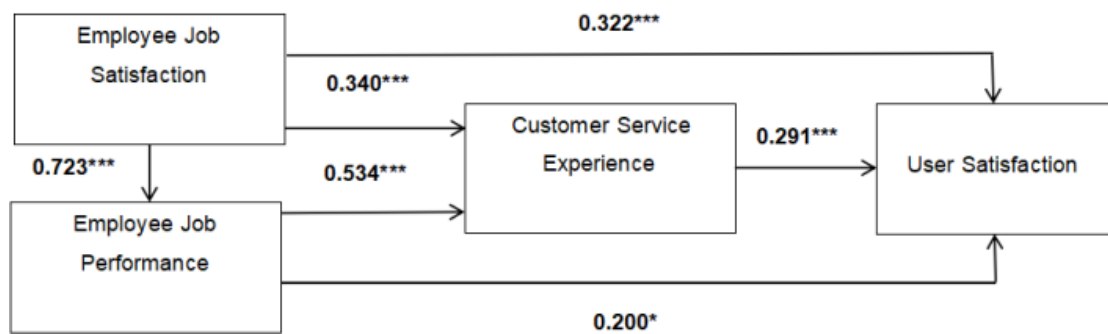 Employee Job
Satisfaction
0.322***
0.340***
Customer Service
Experience
0.291***
User Satisfaction
0.723***
0.534***
Employee Job
Performance
0.200*